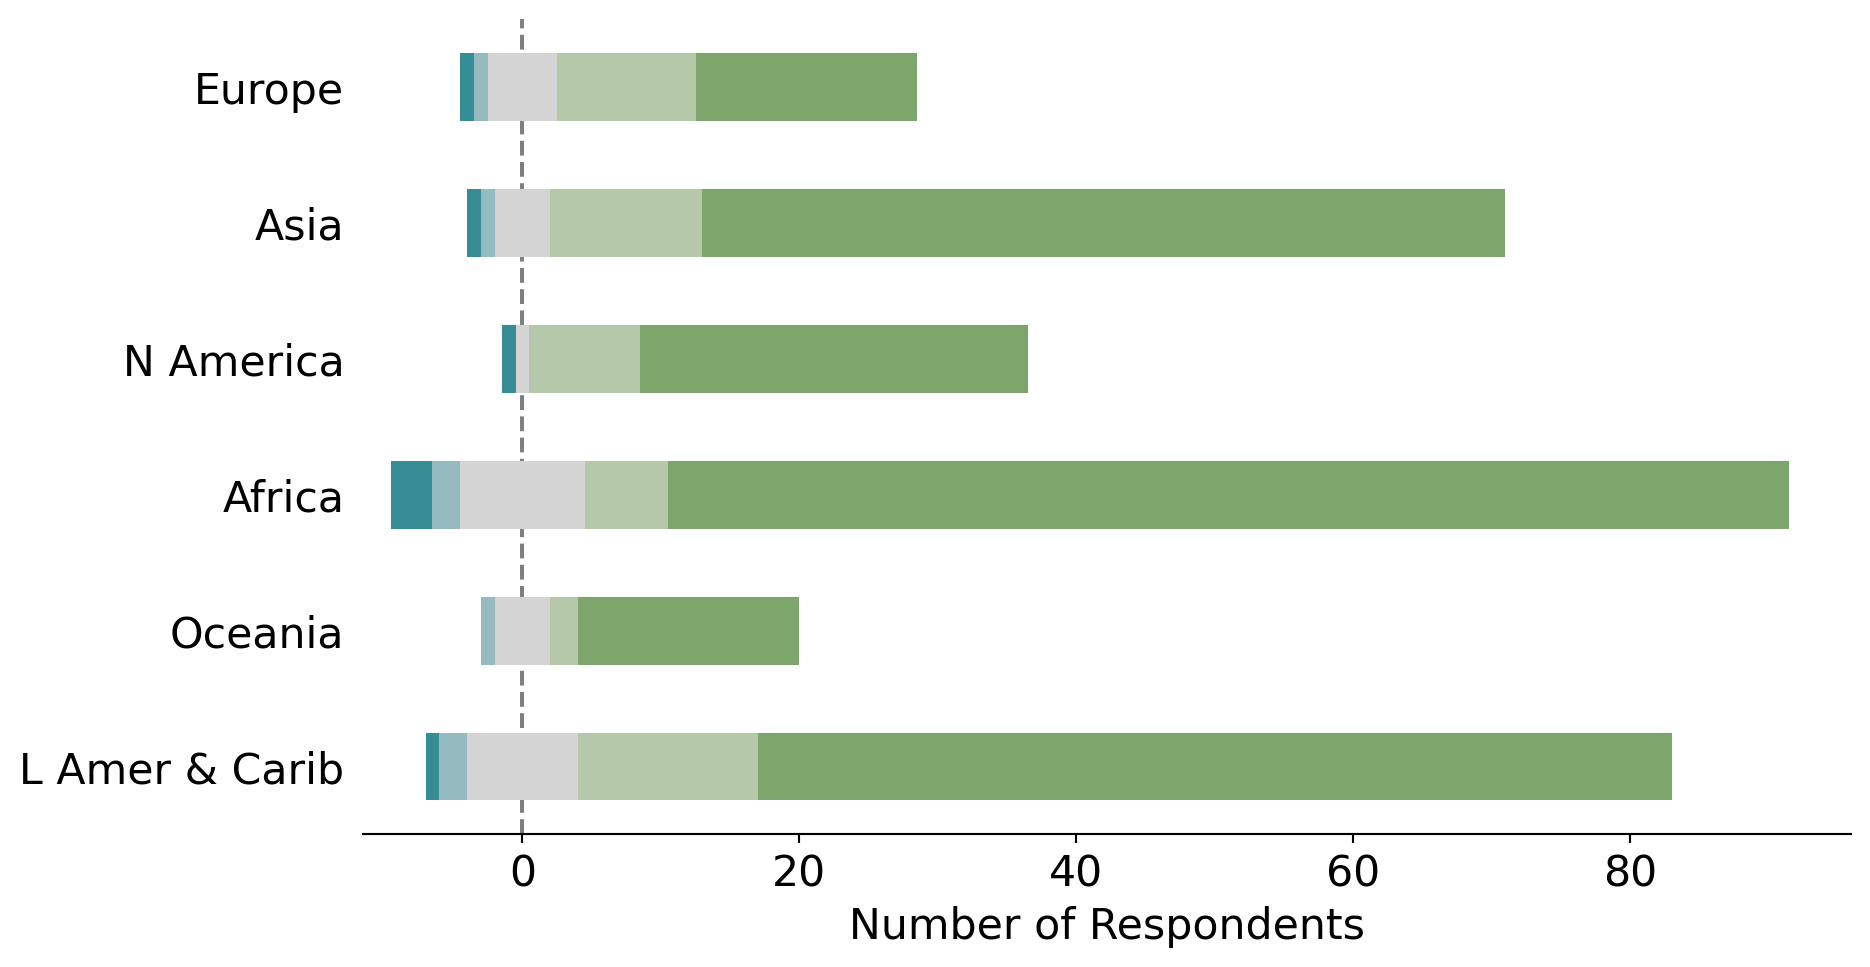 Europe
Asia
N America
Africa
Oceania
L Amer & Carib
0 20 40 60 80
Number of Respondents